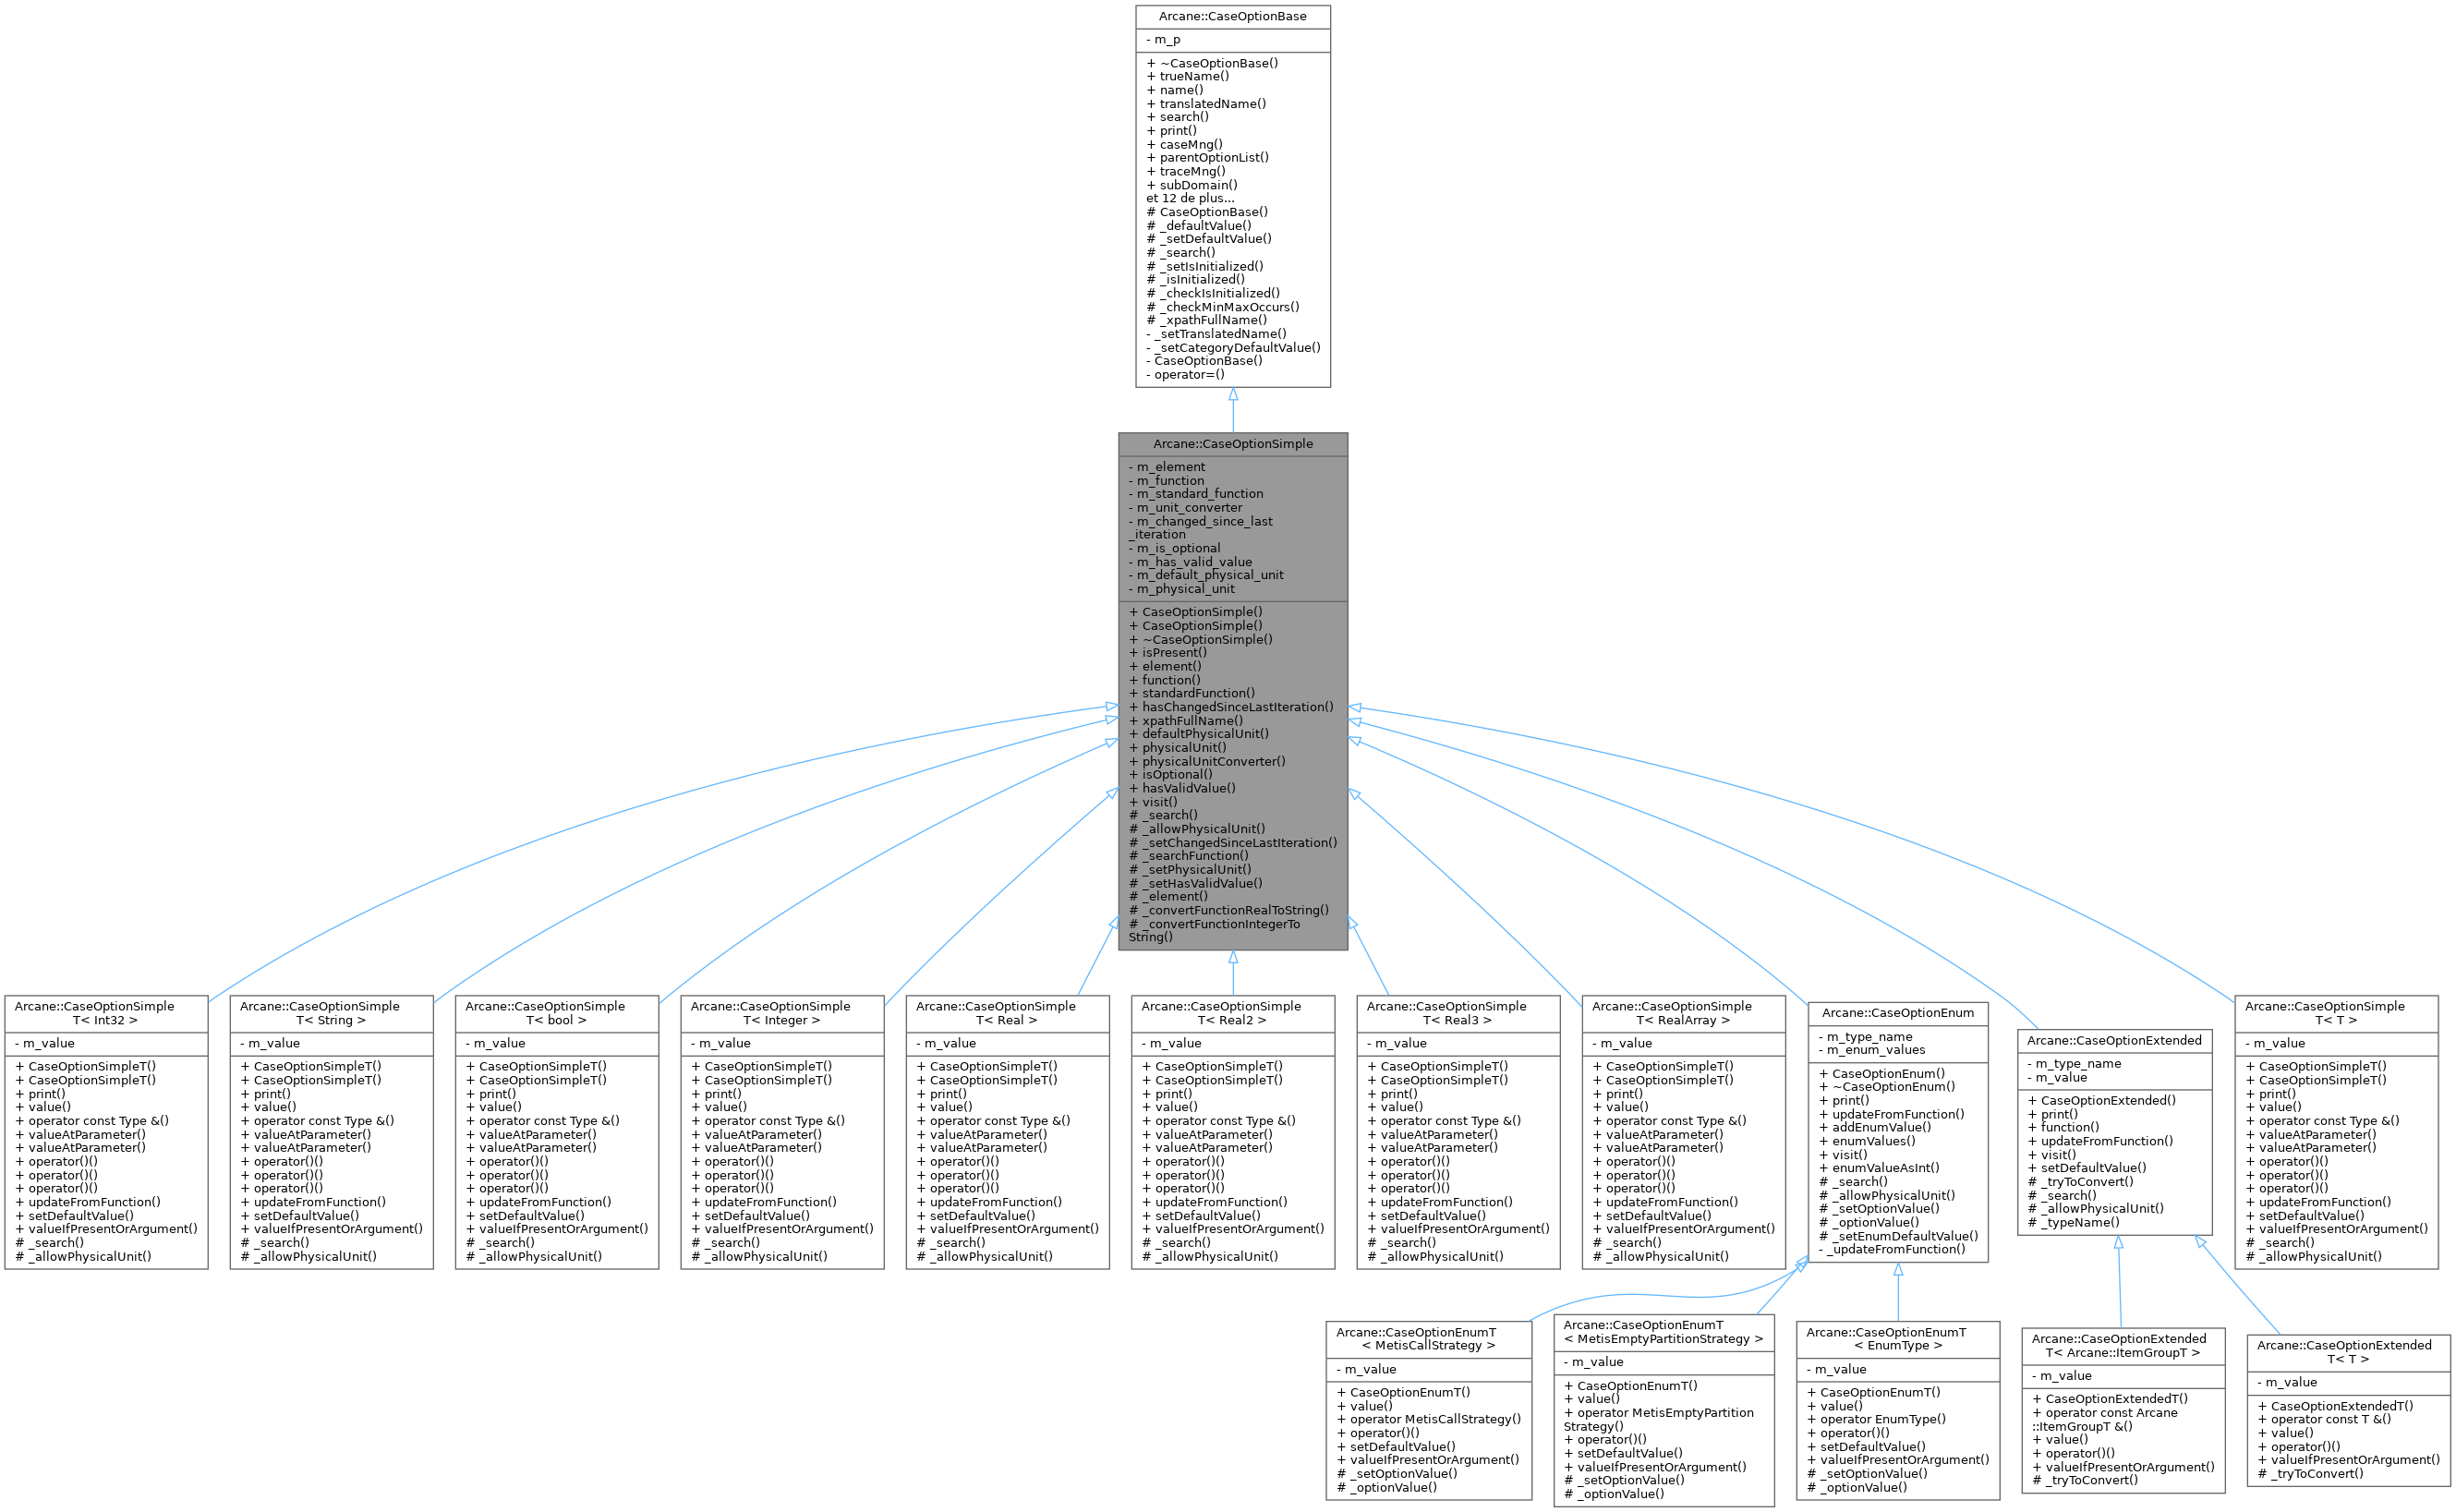 Arcane::CaseOptionBase
- m_p
+ ~CaseOptionBase()
+ trueName()
+ name()
+ translatedName()
+ search()
+ print()
+ caseMng()
+ parentOptionList()
+ traceMng()
+ subDomain()
et 12 de plus...
# CaseOptionBase()
# _defaultValue()
# _setDefaultValue()
# _search()
# _setIsInitialized()
# _isInitialized()
# _checkIsInitialized()
# _checkMinMaxOccurs()
# _xpathFullName()
- _setTranslatedName()
- _setCategoryDefaultValue()
- CaseOptionBase()
- operator=()
Arcane::CaseOptionSimple
- m_element
- m_function
- m_standard_function
- m_unit_converter
- m_changed_since_last
_iteration
- m_is_optional
- m_has_valid_value
- m_default_physical_unit
- m_physical_unit
+ CaseOptionSimple()
+ CaseOptionSimple()
+ ~CaseOptionSimple()
+ isPresent()
+ element()
+ function()
+ standardFunction()
+ hasChangedSinceLastIteration()
+ xpathFullName()
+ defaultPhysicalUnit()
+ physicalUnit()
+ physicalUnitConverter()
+ isOptional()
+ hasValidValue()
+ visit()
# _search()
# _allowPhysicalUnit()
# _setChangedSinceLastIteration()
# _searchFunction()
# _setPhysicalUnit()
# _setHasValidValue()
# _element()
# _convertFunctionRealToString()
# _convertFunctionIntegerTo
String()
Arcane::CaseOptionSimple
T< Int32 >
- m_value
+ CaseOptionSimpleT()
+ CaseOptionSimpleT()
+ print()
+ value()
+ operator const Type &()
+ valueAtParameter()
+ valueAtParameter()
+ operator()()
+ operator()()
+ operator()()
+ updateFromFunction()
+ setDefaultValue()
+ valueIfPresentOrArgument()
# _search()
# _allowPhysicalUnit()
Arcane::CaseOptionSimple
T< String >
- m_value
+ CaseOptionSimpleT()
+ CaseOptionSimpleT()
+ print()
+ value()
+ operator const Type &()
+ valueAtParameter()
+ valueAtParameter()
+ operator()()
+ operator()()
+ operator()()
+ updateFromFunction()
+ setDefaultValue()
+ valueIfPresentOrArgument()
# _search()
# _allowPhysicalUnit()
Arcane::CaseOptionSimple
T< bool >
- m_value
+ CaseOptionSimpleT()
+ CaseOptionSimpleT()
+ print()
+ value()
+ operator const Type &()
+ valueAtParameter()
+ valueAtParameter()
+ operator()()
+ operator()()
+ operator()()
+ updateFromFunction()
+ setDefaultValue()
+ valueIfPresentOrArgument()
# _search()
# _allowPhysicalUnit()
Arcane::CaseOptionSimple
T< Integer >
- m_value
+ CaseOptionSimpleT()
+ CaseOptionSimpleT()
+ print()
+ value()
+ operator const Type &()
+ valueAtParameter()
+ valueAtParameter()
+ operator()()
+ operator()()
+ operator()()
+ updateFromFunction()
+ setDefaultValue()
+ valueIfPresentOrArgument()
# _search()
# _allowPhysicalUnit()
Arcane::CaseOptionSimple
T< Real >
- m_value
+ CaseOptionSimpleT()
+ CaseOptionSimpleT()
+ print()
+ value()
+ operator const Type &()
+ valueAtParameter()
+ valueAtParameter()
+ operator()()
+ operator()()
+ operator()()
+ updateFromFunction()
+ setDefaultValue()
+ valueIfPresentOrArgument()
# _search()
# _allowPhysicalUnit()
Arcane::CaseOptionSimple
T< Real2 >
- m_value
+ CaseOptionSimpleT()
+ CaseOptionSimpleT()
+ print()
+ value()
+ operator const Type &()
+ valueAtParameter()
+ valueAtParameter()
+ operator()()
+ operator()()
+ operator()()
+ updateFromFunction()
+ setDefaultValue()
+ valueIfPresentOrArgument()
# _search()
# _allowPhysicalUnit()
Arcane::CaseOptionSimple
T< Real3 >
- m_value
+ CaseOptionSimpleT()
+ CaseOptionSimpleT()
+ print()
+ value()
+ operator const Type &()
+ valueAtParameter()
+ valueAtParameter()
+ operator()()
+ operator()()
+ operator()()
+ updateFromFunction()
+ setDefaultValue()
+ valueIfPresentOrArgument()
# _search()
# _allowPhysicalUnit()
Arcane::CaseOptionSimple
T< RealArray >
- m_value
+ CaseOptionSimpleT()
+ CaseOptionSimpleT()
+ print()
+ value()
+ operator const Type &()
+ valueAtParameter()
+ valueAtParameter()
+ operator()()
+ operator()()
+ operator()()
+ updateFromFunction()
+ setDefaultValue()
+ valueIfPresentOrArgument()
# _search()
# _allowPhysicalUnit()
Arcane::CaseOptionEnum
- m_type_name
- m_enum_values
+ CaseOptionEnum()
+ ~CaseOptionEnum()
+ print()
+ updateFromFunction()
+ addEnumValue()
+ enumValues()
+ visit()
+ enumValueAsInt()
# _search()
# _allowPhysicalUnit()
# _setOptionValue()
# _optionValue()
# _setEnumDefaultValue()
- _updateFromFunction()
Arcane::CaseOptionExtended
- m_type_name
- m_value
+ CaseOptionExtended()
+ print()
+ function()
+ updateFromFunction()
+ visit()
+ setDefaultValue()
# _tryToConvert()
# _search()
# _allowPhysicalUnit()
# _typeName()
Arcane::CaseOptionSimple
T< T >
- m_value
+ CaseOptionSimpleT()
+ CaseOptionSimpleT()
+ print()
+ value()
+ operator const Type &()
+ valueAtParameter()
+ valueAtParameter()
+ operator()()
+ operator()()
+ operator()()
+ updateFromFunction()
+ setDefaultValue()
+ valueIfPresentOrArgument()
# _search()
# _allowPhysicalUnit()
Arcane::CaseOptionEnumT
< MetisCallStrategy >
- m_value
+ CaseOptionEnumT()
+ value()
+ operator MetisCallStrategy()
+ operator()()
+ setDefaultValue()
+ valueIfPresentOrArgument()
# _setOptionValue()
# _optionValue()
Arcane::CaseOptionEnumT
< MetisEmptyPartitionStrategy >
- m_value
+ CaseOptionEnumT()
+ value()
+ operator MetisEmptyPartition
Strategy()
+ operator()()
+ setDefaultValue()
+ valueIfPresentOrArgument()
# _setOptionValue()
# _optionValue()
Arcane::CaseOptionEnumT
< EnumType >
- m_value
+ CaseOptionEnumT()
+ value()
+ operator EnumType()
+ operator()()
+ setDefaultValue()
+ valueIfPresentOrArgument()
# _setOptionValue()
# _optionValue()
Arcane::CaseOptionExtended
T< Arcane::ItemGroupT >
- m_value
+ CaseOptionExtendedT()
+ operator const Arcane
::ItemGroupT &()
+ value()
+ operator()()
+ valueIfPresentOrArgument()
# _tryToConvert()
Arcane::CaseOptionExtended
T< T >
- m_value
+ CaseOptionExtendedT()
+ operator const T &()
+ value()
+ operator()()
+ valueIfPresentOrArgument()
# _tryToConvert()